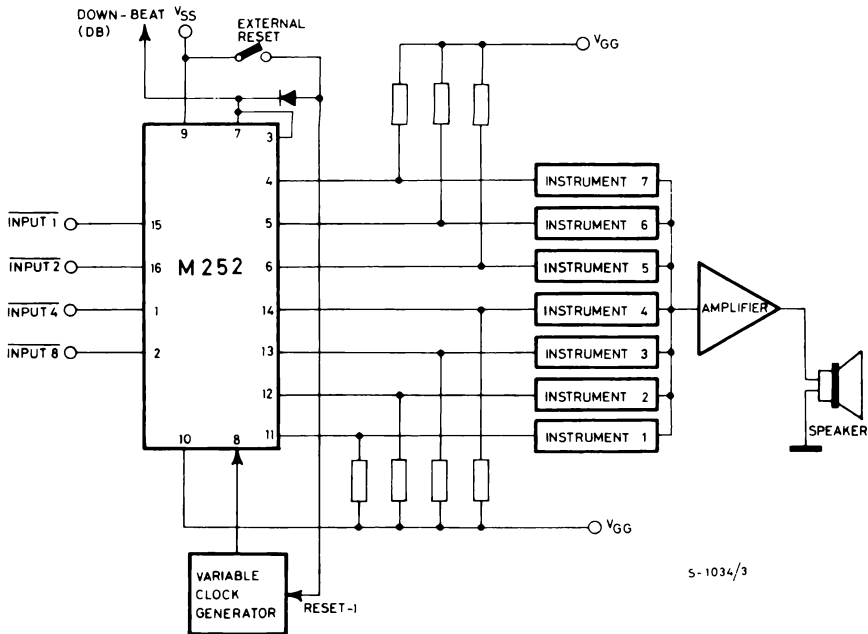 DOWN-BEAT
(DB)
VSS
EXTERNAL
RESET
VGG
9
7
3
4
INSTRUMENT 7
INPUT 1
15
5
INSTRUMENT 6
INPUT 2
16
M252
6
INSTRUMENT 5
INPUT 4
1
14
INSTRUMENT 4
AMPLIFIER
INPUT 8
2
13
INSTRUMENT 3
12
INSTRUMENT 2
10
8
11
INSTRUMENT 1
SPEAKER
VGG
VARIABLE
CLOCK
GENERATOR
RESET-1
S-1034/3